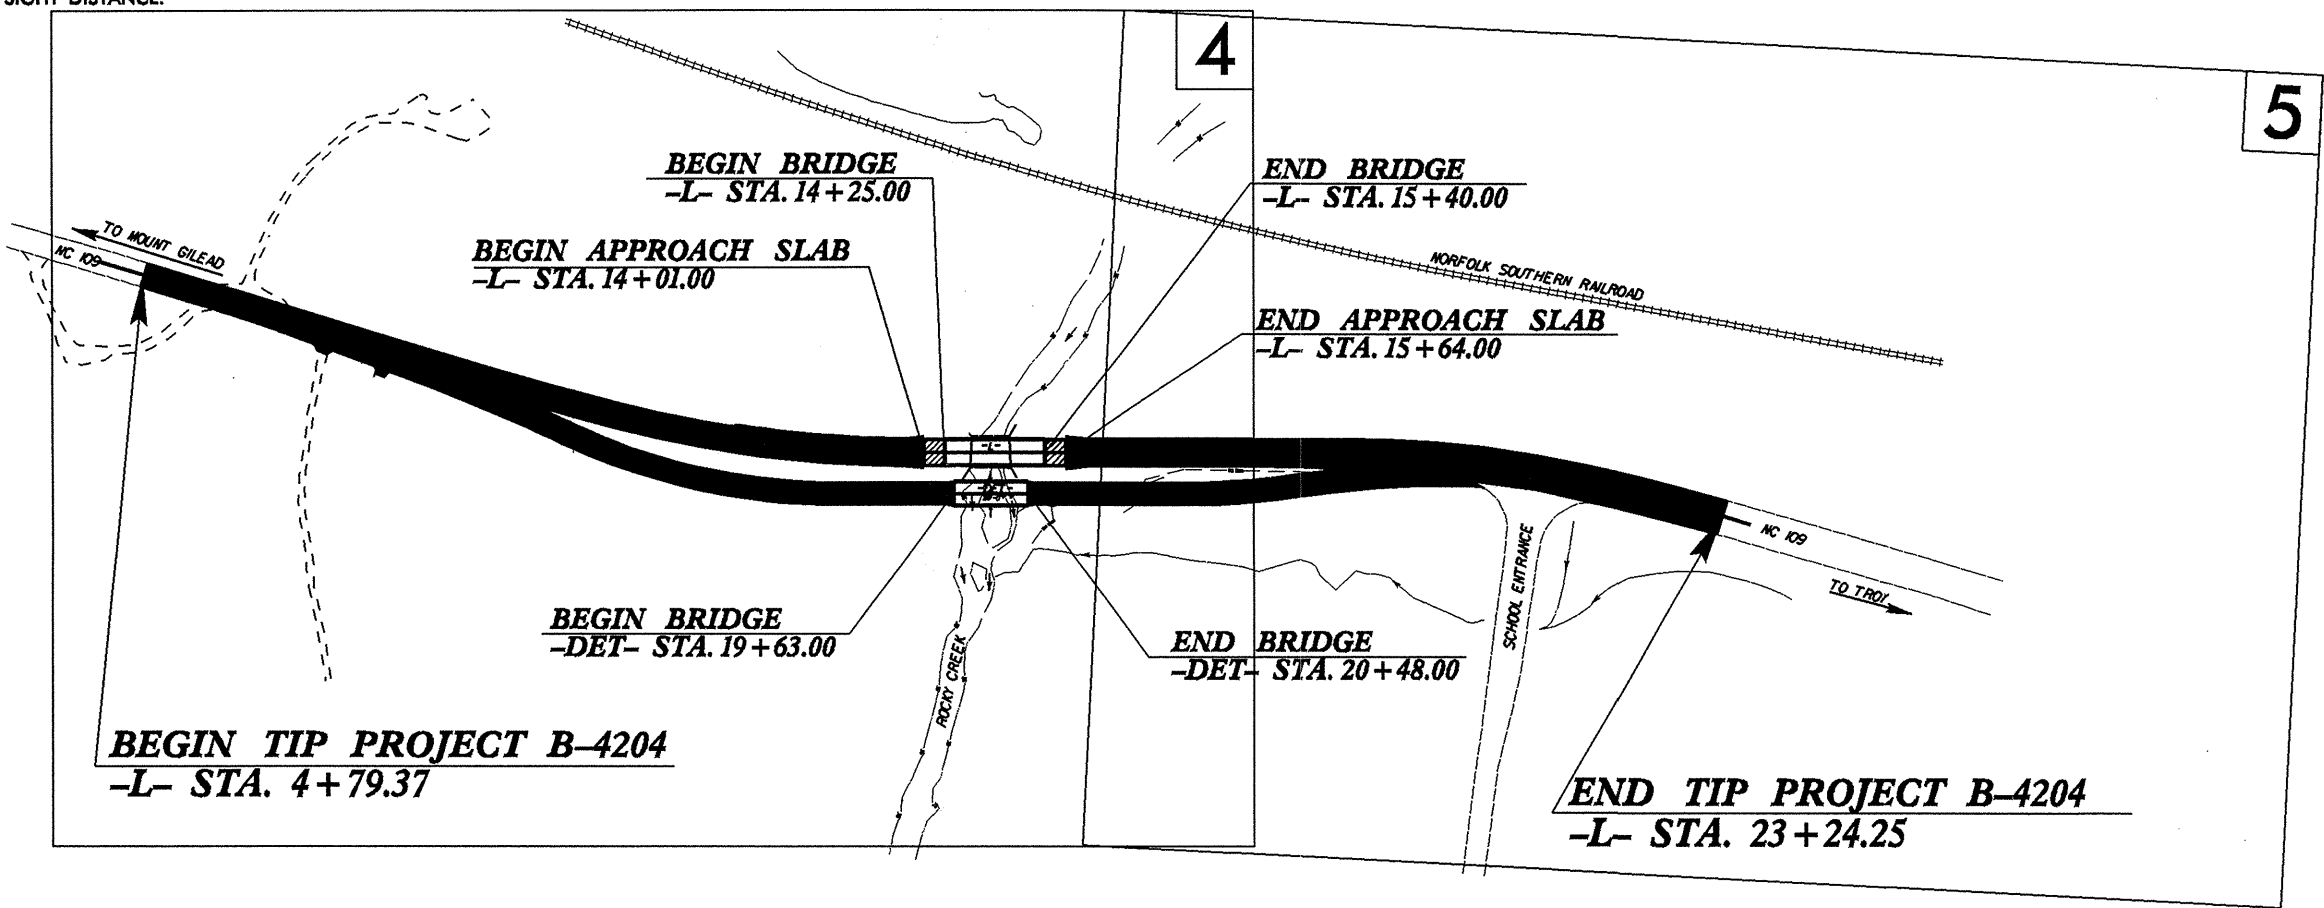 SIGHT DISTANCE.
4
5
BEGIN BRIDGE
-L- STA. 14+25.00
END BRIDGE
-L- STA. 15+40.00
TO MOUNT GILEAD
NC 109
BEGIN APPROACH SLAB
-L- STA. 14+01.00
NORFOLK SOUTHERN RAILROAD
END APPROACH SLAB
-L- STA. 15+64.00
-L-
NC 109
TO TROY
SCHOOL ENTRANCE
BEGIN BRIDGE
-DET- STA. 19+63.00
END BRIDGE
-DET- STA. 20+48.00
ROCKY CREEK
BEGIN TIP PROJECT B-4204
-L- STA. 4+79.37
END TIP PROJECT B-4204
-L- STA. 23+24.25